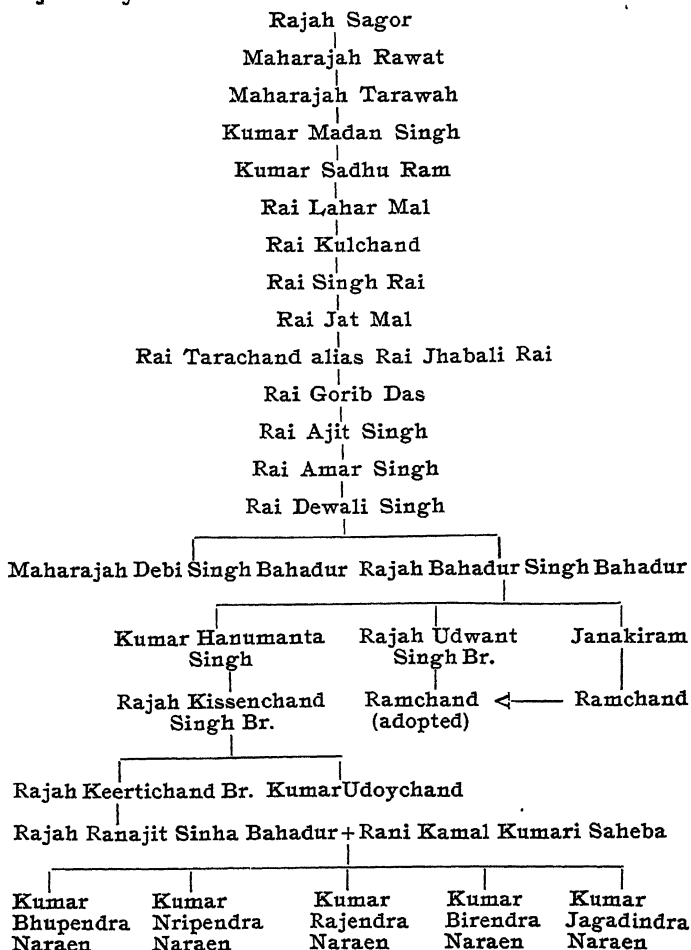 Rajah Sagor
Maharajah Rawat
Maharajah Tarawah
Kumar Madan Singh
Kumar Sadhu Ram
Rai Lahar Mal
Rai Kulchand
Rai Singh Rai
Rai Jat Mal
Rai Tarachand alias Rai Jhabali Rai
Rai Gorib Das
Rai Ajit Singh
Rai Amar Singh
Rai Dewali Singh
Maharajah Debi Singh Bahadur Rajah Bahadur Singh Bahadur
Kumar Hanumanta Rajah Udwant Janakiram
Singh Singh Br.
Rajah Kissenchand Ramchand Ramchand
Singh Br. (adopted)
Rajah Keertichand Br. Kumar Udoychand
Rajah Ranajit Sinha Bahadur + Rani Kamal Kumari Saheba
Kumar Kumar Kumar Kumar Kumar
Bhupendra Nripendra Rajendra Birendra Jagadindra
Naraen Naraen Naraen Naraen Naraen